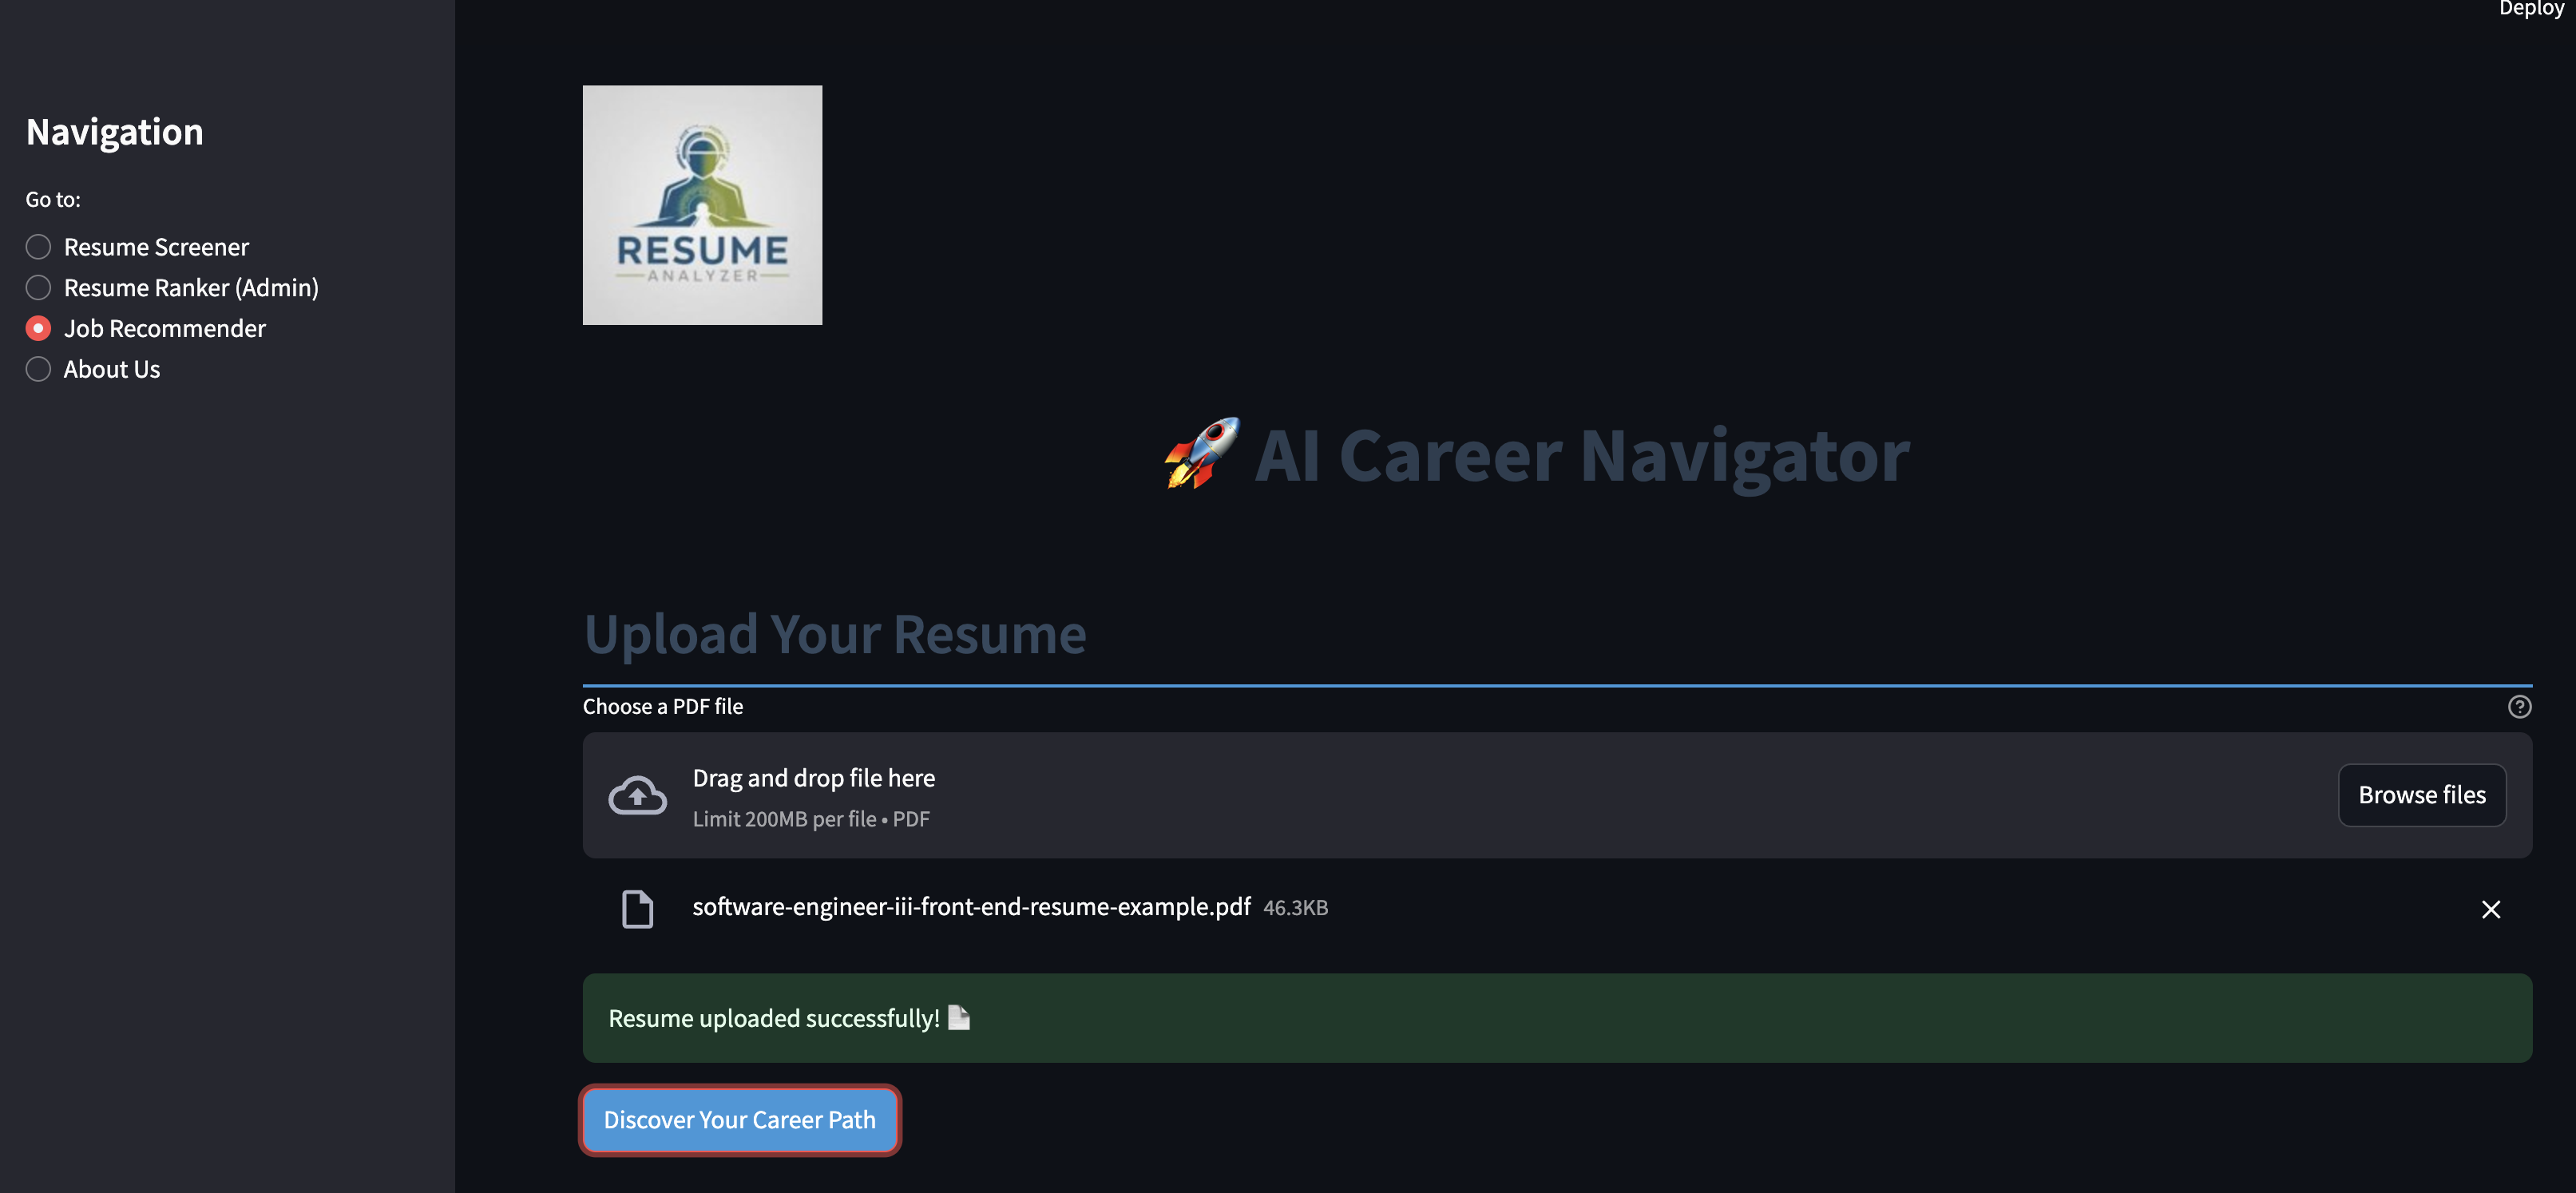 Deploy
Navigation
Go to:
Resume Screener
Resume Ranker (Admin)
Job Recommender
About Us
RESUME
ANALYZER
🚀 AI Career Navigator
Upload Your Resume
Choose a PDF file
Drag and drop file here
Limit 200MB per file • PDF
Browse files
software-engineer-iii-front-end-resume-example.pdf 46.3KB
Resume uploaded successfully! 📄
Discover Your Career Path